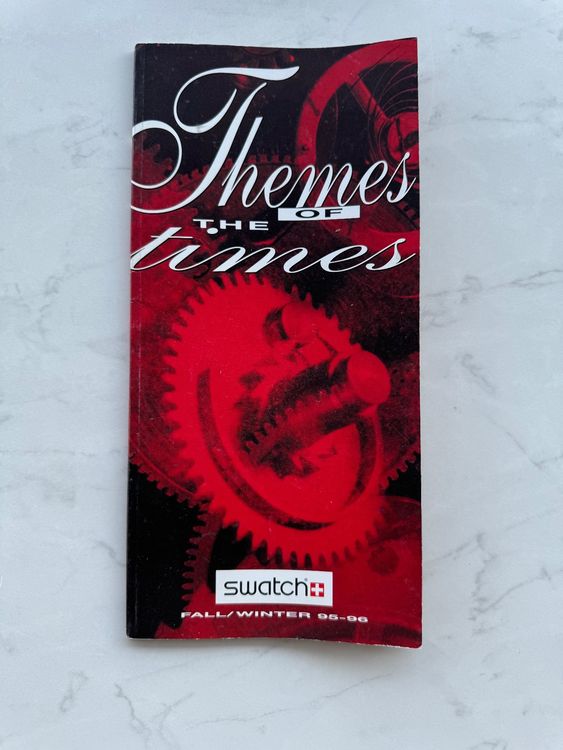 Themes
OF
THE
times
swatch
FALL/WINTER 95-96